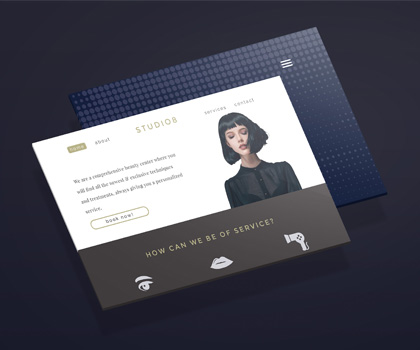 home
about
STUDIO8
services
contact
We are a comprehensive beauty center where you
will find all the newest & exclusive techniques
and treatments, always giving you a personalized
service.
book now!
HOW CAN WE BE OF SERVICE?